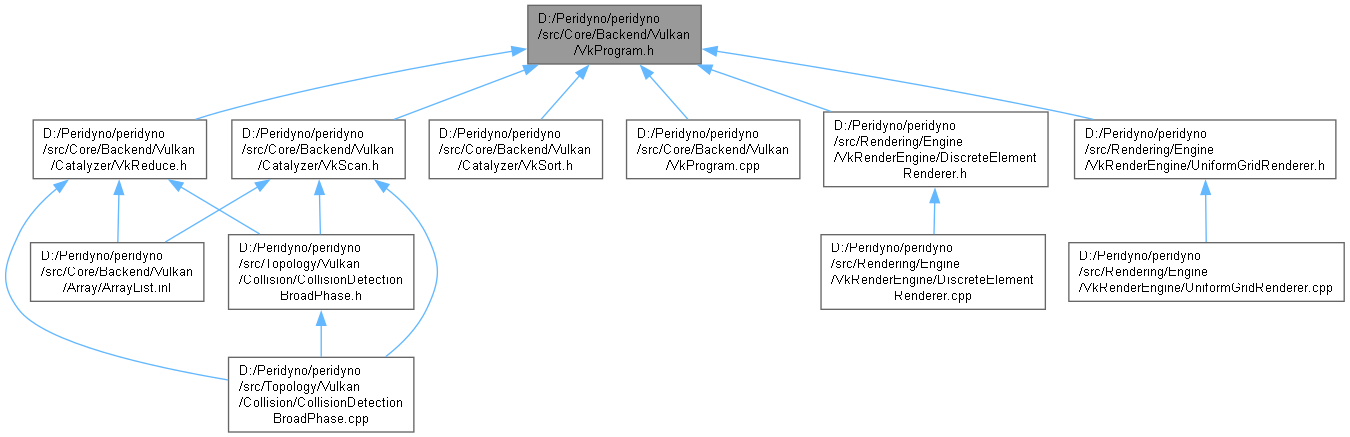 D:/Peridyno/peridyno
/src/Core/Backend/Vulkan
/VkProgram.h
D:/Peridyno/peridyno
/src/Core/Backend/Vulkan
/Catalyzer/VkReduce.h
D:/Peridyno/peridyno
/src/Core/Backend/Vulkan
/Catalyzer/VkScan.h
D:/Peridyno/peridyno
/src/Core/Backend/Vulkan
/Catalyzer/VkSort.h
D:/Peridyno/peridyno
/src/Core/Backend/Vulkan
/VkProgram.cpp
D:/Peridyno/peridyno
/src/Rendering/Engine
/VkRenderEngine/DiscreteElement
Renderer.h
D:/Peridyno/peridyno
/src/Rendering/Engine
/VkRenderEngine/UniformGridRenderer.h
D:/Peridyno/peridyno
/src/Core/Backend/Vulkan
/Array/ArrayList.inl
D:/Peridyno/peridyno
/src/Topology/Vulkan
/Collision/CollisionDetection
BroadPhase.h
D:/Peridyno/peridyno
/src/Rendering/Engine
/VkRenderEngine/DiscreteElement
Renderer.cpp
D:/Peridyno/peridyno
/src/Rendering/Engine
/VkRenderEngine/UniformGridRenderer.cpp
D:/Peridyno/peridyno
/src/Topology/Vulkan
/Collision/CollisionDetection
BroadPhase.cpp